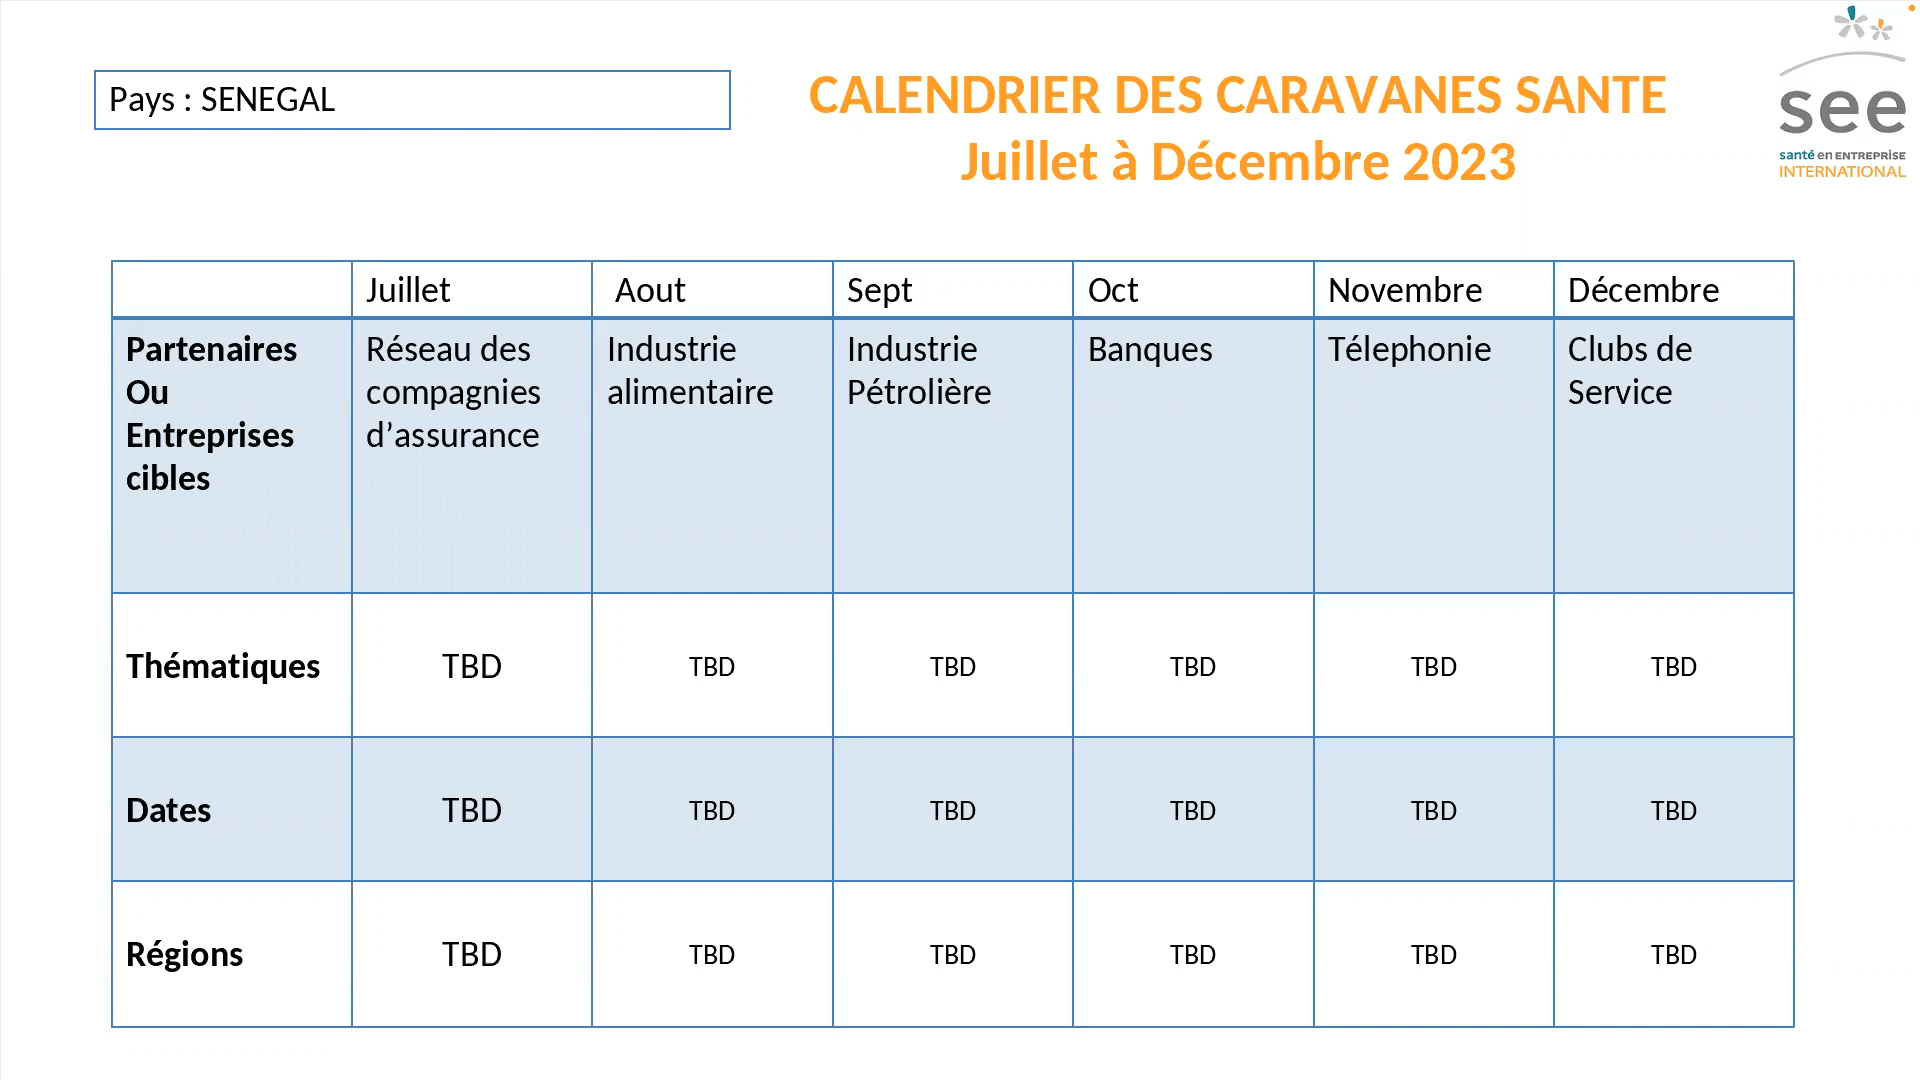 Pays : SENEGAL
CALENDRIER DES CARAVANES SANTE
Juillet à Décembre 2023
see
santé en ENTREPRISE
INTERNATIONAL
Juillet Aout Sept Oct Novembre Décembre
Partenaires
Ou
Entreprises
cibles
Réseau des
compagnies
d’assurance
Industrie
alimentaire
Industrie
Pétrolière
Banques
Télephonie
Clubs de
Service
Thématiques TBD TBD TBD TBD TBD TBD
Dates TBD TBD TBD TBD TBD TBD
Régions TBD TBD TBD TBD TBD TBD